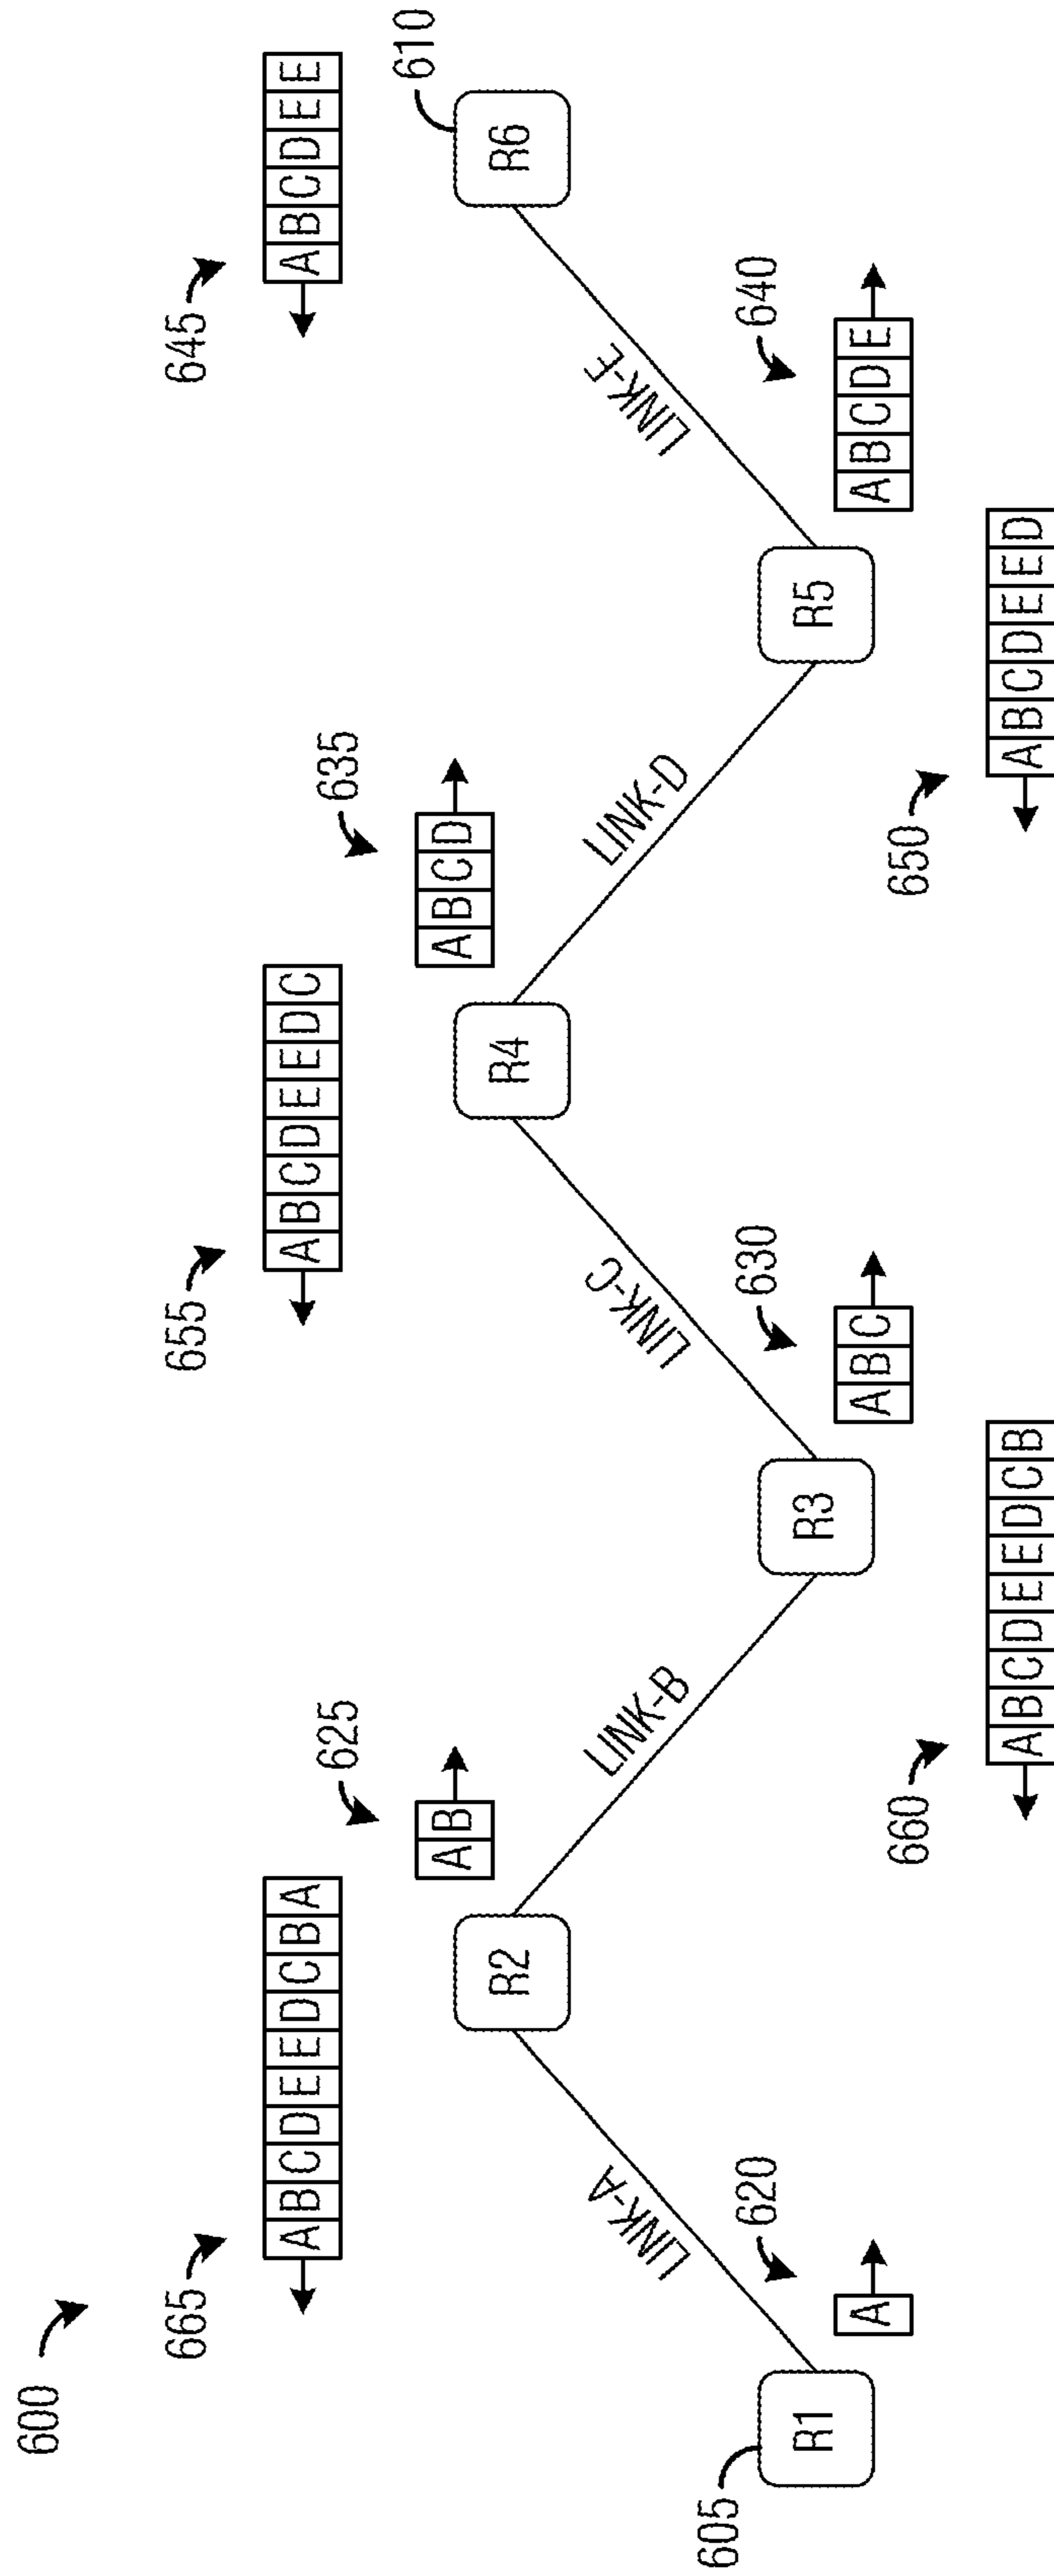 600
665
A B C D E E D C B A
655
A B C D E E D C
645
A B C D E E
625
A B
635
A B C D
R2
R4
R6
610
LINK-A
LINK-B
LINK-C
LINK-D
LINK-E
605
R1
R3
R5
620
A
630
A B C
640
A B C D E
660
A B C D E E D C B
650
A B C D E E D